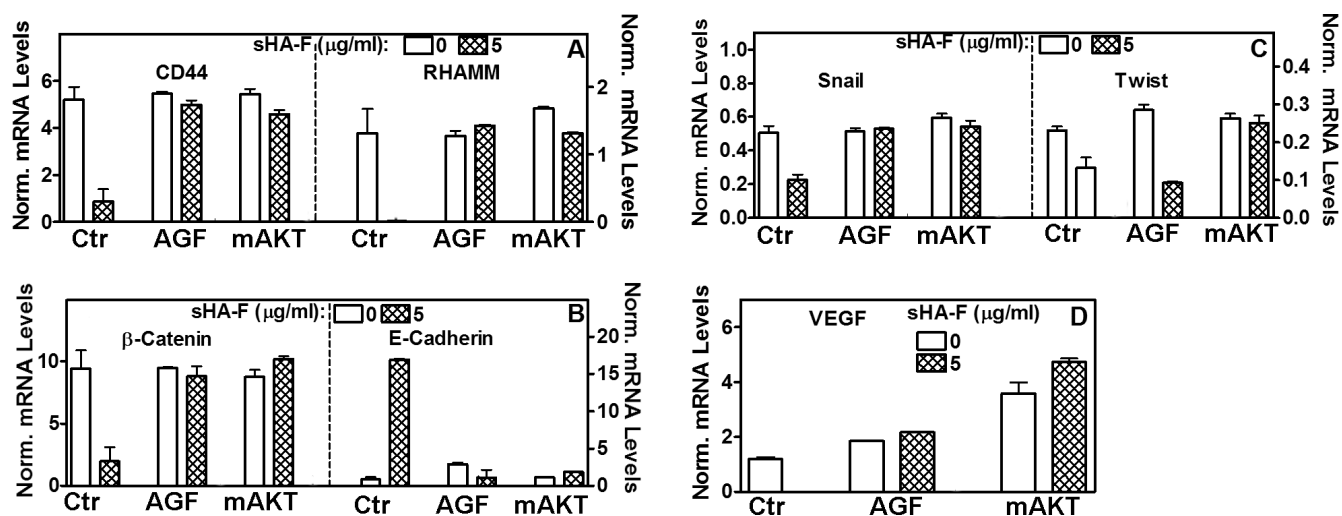 sHA-F (μg/ml): 0 5 A
CD44 RHAMM
Norm. mRNA Levels
6
4
2
0
2
1
0
Norm. mRNA Levels
Ctr AGF mAKT Ctr AGF mAKT
sHA-F (μg/ml): 0 5 C
Snail Twist
Norm. mRNA Levels
1.0
0.8
0.6
0.4
0.2
0.0
0.4
0.3
0.2
0.1
0.0
Norm. mRNA Levels
Ctr AGF mAKT Ctr AGF mAKT
sHA-F (μg/ml): 0 5 B
β-Catenin E-Cadherin
Norm. mRNA Levels
10
5
0
20
15
10
5
0
Norm. mRNA Levels
Ctr AGF mAKT Ctr AGF mAKT
VEGF sHA-F (μg/ml) D
0
5
Norm. mRNA Levels
6
4
2
0
Ctr AGF mAKT